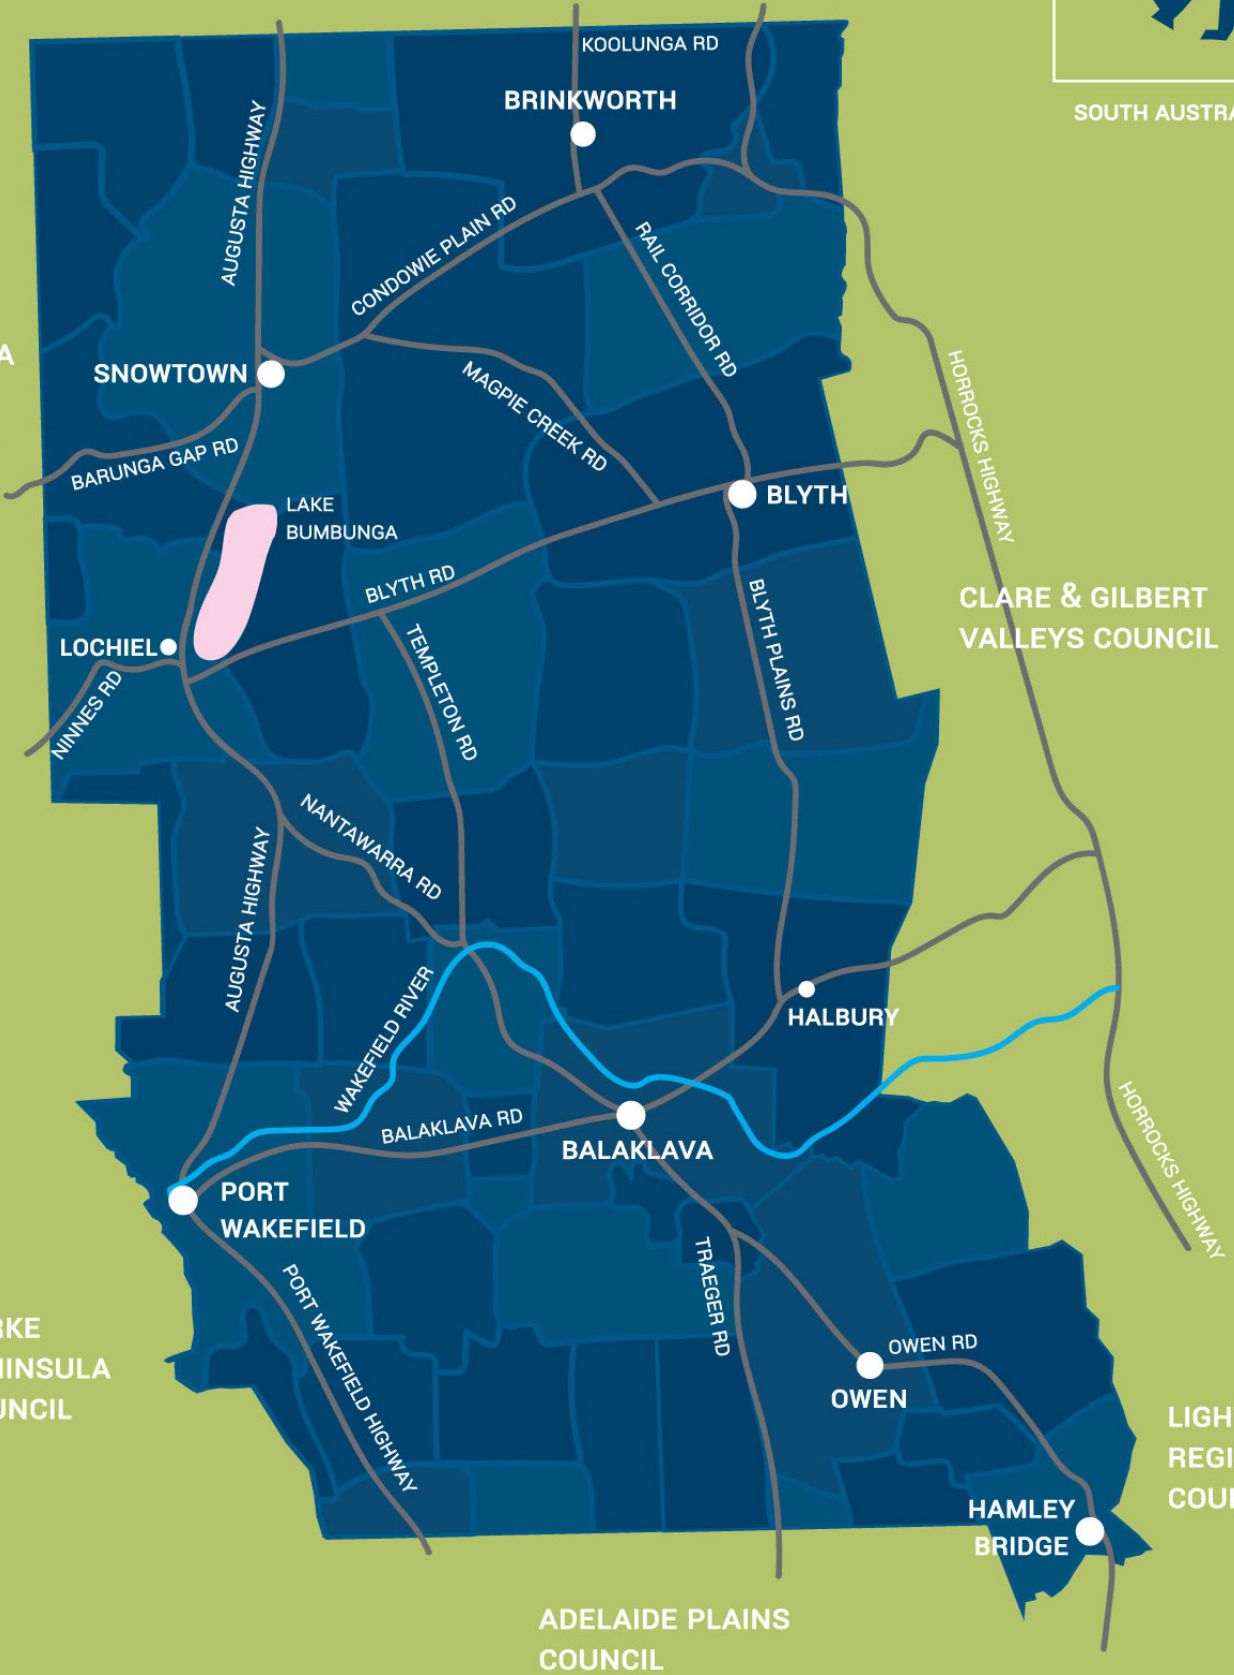 KOOLUNGA RD
BRINKWORTH
SOUTH
AUGUSTA HIGHWAY
CONDOWIE PLAIN RD
RAIL CORRIDOR RD
SNOWTOWN
MAGPIE CREEK RD
HORROCKS HIGHWAY
BARUNGA GAP RD
BLYTH
LAKE
BUMBUNGA
BLYTH RD
CLARE & GILBERT
VALLEYS COUNCIL
LOCHIEL
NINNES RD
TEMPLETON RD
BLYTH PLAINS RD
NANTAWARRA RD
AUGUSTA HIGHWAY
WAKEFIELD RIVER
HALBURY
BALAKLAVA RD
BALAKLAVA
HORROCKS HIGHWAY
PORT
WAKEFIELD
PORT WAKEFIELD HIGHWAY
TRAEGER RD
OWEN RD
OWEN
HAMLEY
BRIDGE
ADELAIDE PLAINS
COUNCIL